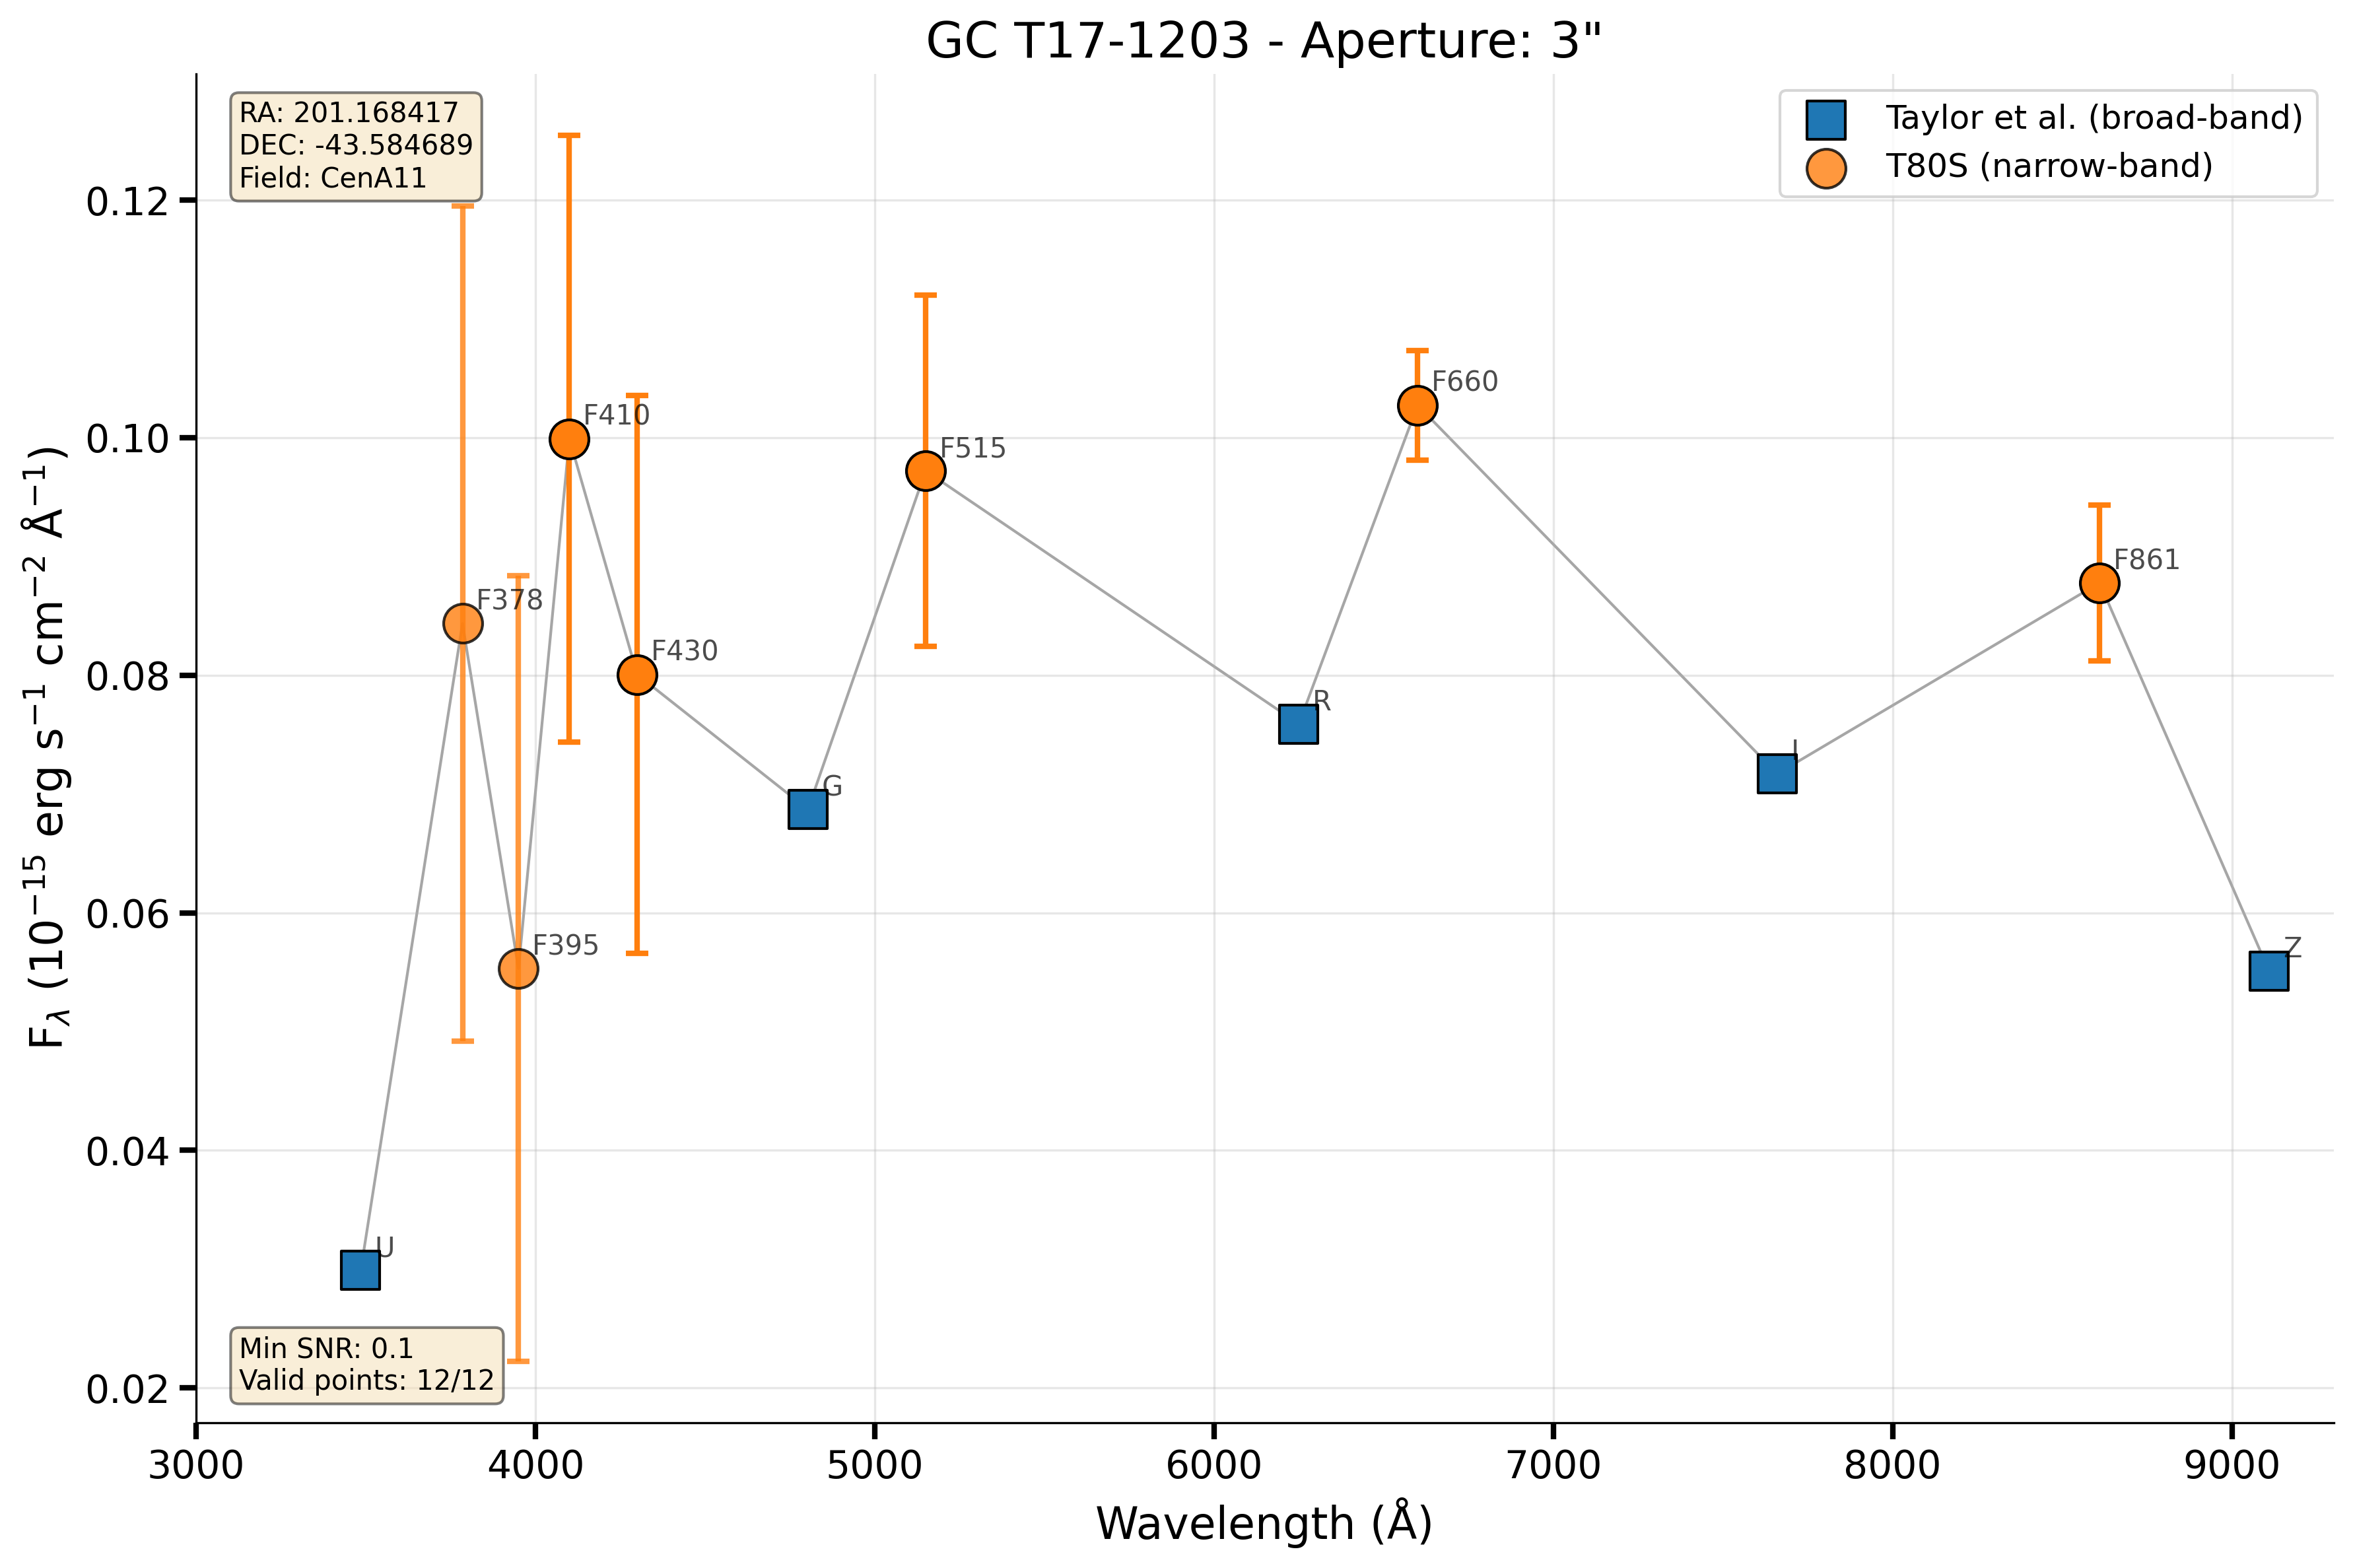 GC T17-1203 - Aperture: 3"
RA: 201.168417
DEC: -43.584689
Field: CenA11
Taylor et al. (broad-band)
T80S (narrow-band)
0.12
0.10
0.08
0.06
0.04
0.02
F_λ (10⁻¹⁵ erg s⁻¹ cm⁻² Å⁻¹)
U
F378
F395
F410
F430
G
F515
R
F660
I
F861
Z
Min SNR: 0.1
Valid points: 12/12
3000 4000 5000 6000 7000 8000 9000
Wavelength (Å)